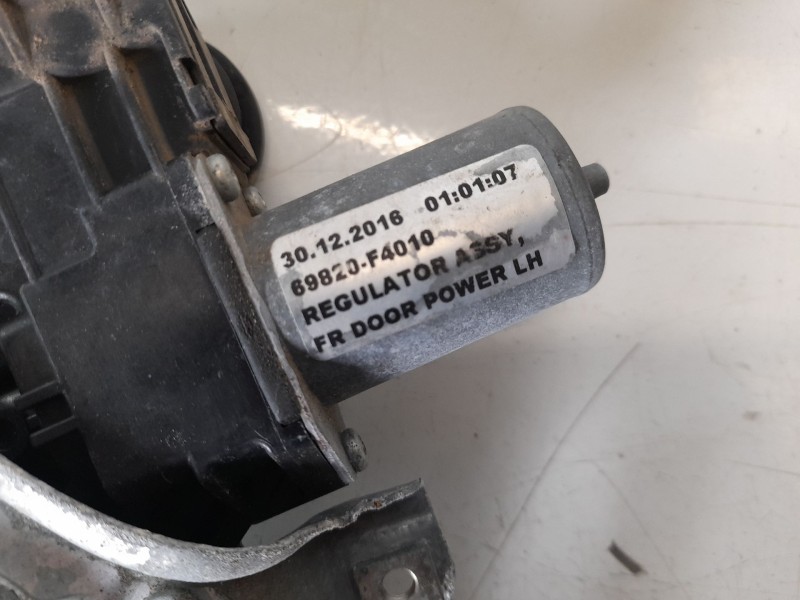 30.12.2016 01:01:07
69820-F4010
REGULATOR ASSY,
FR DOOR POWER LH